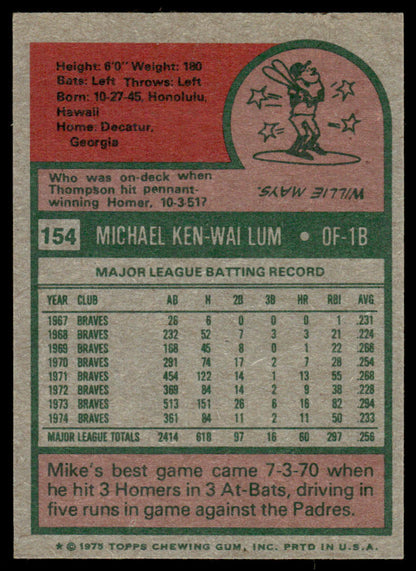 Height: 6'0" Weight: 180
Bats: Left Throws: Left
Born: 10-27-45, Honolulu,
Hawaii
Home: Decatur,
Georgia
Who was on-deck when
Thompson hit pennant-
winning Homer, 10-3-51?
WILLIE MAYS.
154 MICHAEL KEN-WAI LUM • OF-1B
MAJOR LEAGUE BATTING RECORD
YEAR CLUB AB H 2B 3B HR RBI AVG.
1967 BRAVES 26 6 0 0 0 1 .231
1968 BRAVES 232 52 7 3 3 21 .224
1969 BRAVES 168 45 8 0 1 22 .268
1970 BRAVES 291 74 17 2 7 28 .254
1971 BRAVES 454 122 14 1 13 55 .268
1972 BRAVES 369 84 14 2 9 38 .228
1973 BRAVES 513 151 26 6 16 82 .294
1974 BRAVES 361 84 11 2 11 50 .233
MAJOR LEAGUE TOTALS 2414 618 97 16 60 297 .256
Mike's best game came 7-3-70 when
he hit 3 Homers in 3 At-Bats, driving in
five runs in game against the Padres.
* © 1975 TOPPS CHEWING GUM, INC. PRTD IN U.S.A.